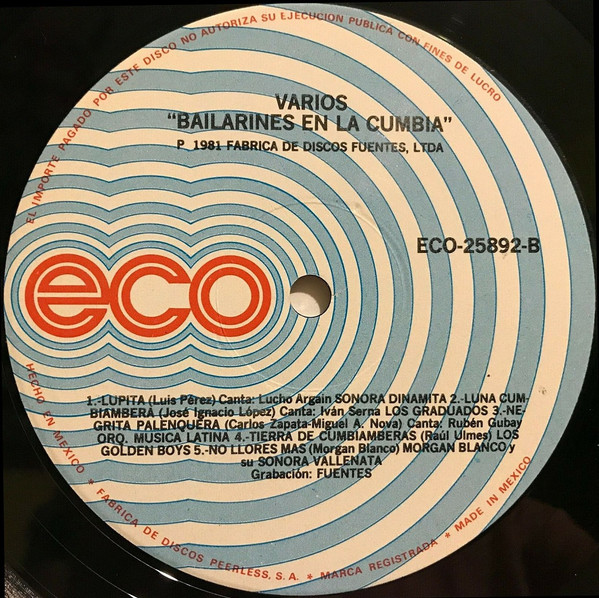 EL IMPORTE PAGADO POR ESTE DISCO NO AUTORIZA SU EJECUCION PUBLICA CON FINES DE LUCRO
VARIOS
"BAILARINES EN LA CUMBIA"
P 1981 FABRICA DE DISCOS FUENTES, LTDA
ECO-25892-B
eco
1.-LUPITA (Luis Pérez) Canta: Lucho Argain SONORA DINAMITA 2.-LUNA CUM-
BIAMBERA (José Ignacio López) Canta: Iván Serna LOS GRADUADOS 3.-NE-
GRITA PALENQUERA (Carlos Zapata-Miguel A. Nova) Canta: Rubén Gubay
ORQ. MUSICA LATINA 4.-TIERRA DE CUMBIAMBERAS (Raúl Ulmes) LOS
GOLDEN BOYS 5.-NO LLORES MAS (Morgan Blanco) MORGAN BLANCO y
su SONORA VALLENATA
Grabación: FUENTES
HECHO EN MEXICO * FABRICA DE DISCOS PEERLESS, S.A. * MARCA REGISTRADA * MADE IN MEXICO